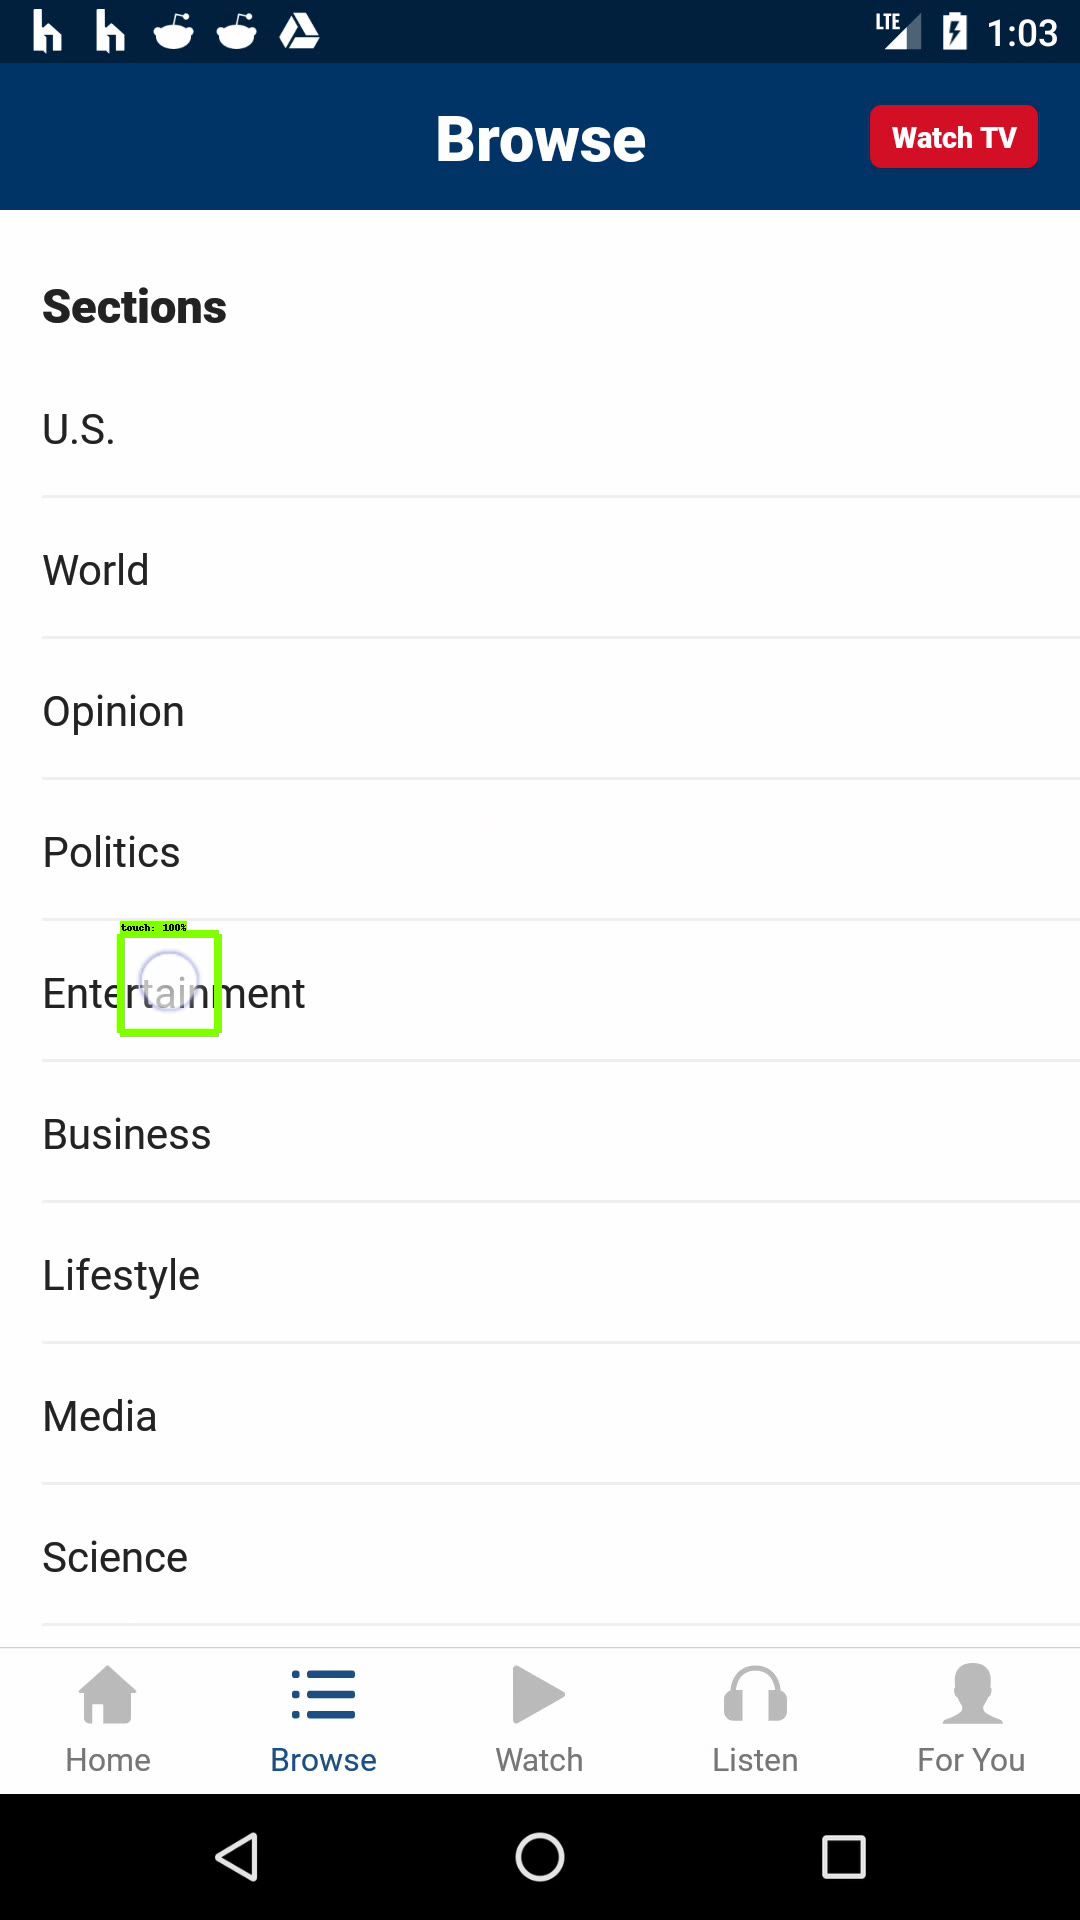 LTE 1:03
Browse
Watch TV
Sections
U.S.
World
Opinion
Politics
touch: 100%
Entertainment
Business
Lifestyle
Media
Science
Home Browse Watch Listen For You